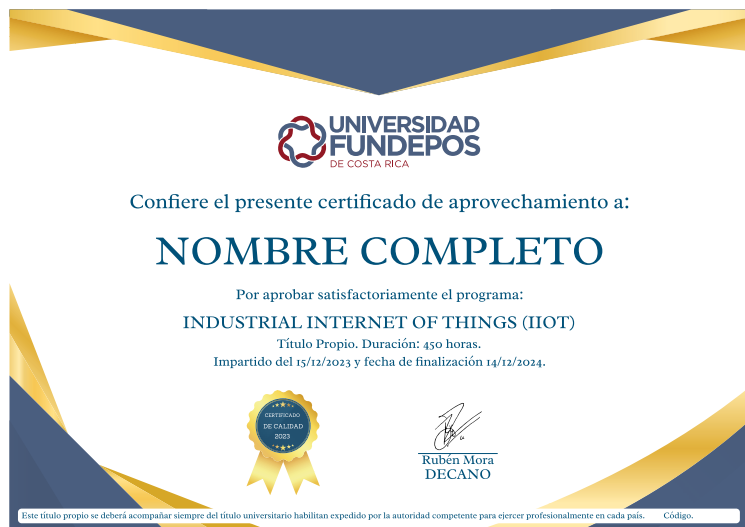 UNIVERSIDAD
FUNDEPOS
DE COSTA RICA
Confiere el presente certificado de aprovechamiento a:
NOMBRE COMPLETO
Por aprobar satisfactoriamente el programa:
INDUSTRIAL INTERNET OF THINGS (IIOT)
Título Propio. Duración: 450 horas.
Impartido del 15/12/2023 y fecha de finalización 14/12/2024.
CERTIFICADO
DE CALIDAD
2023
Rubén Mora
DECANO
Este titulo propio se deberá acompañar siempre del título universitario habilitan expedido por la autoridad competente para ejercer profesionalmente en cada país. Código.